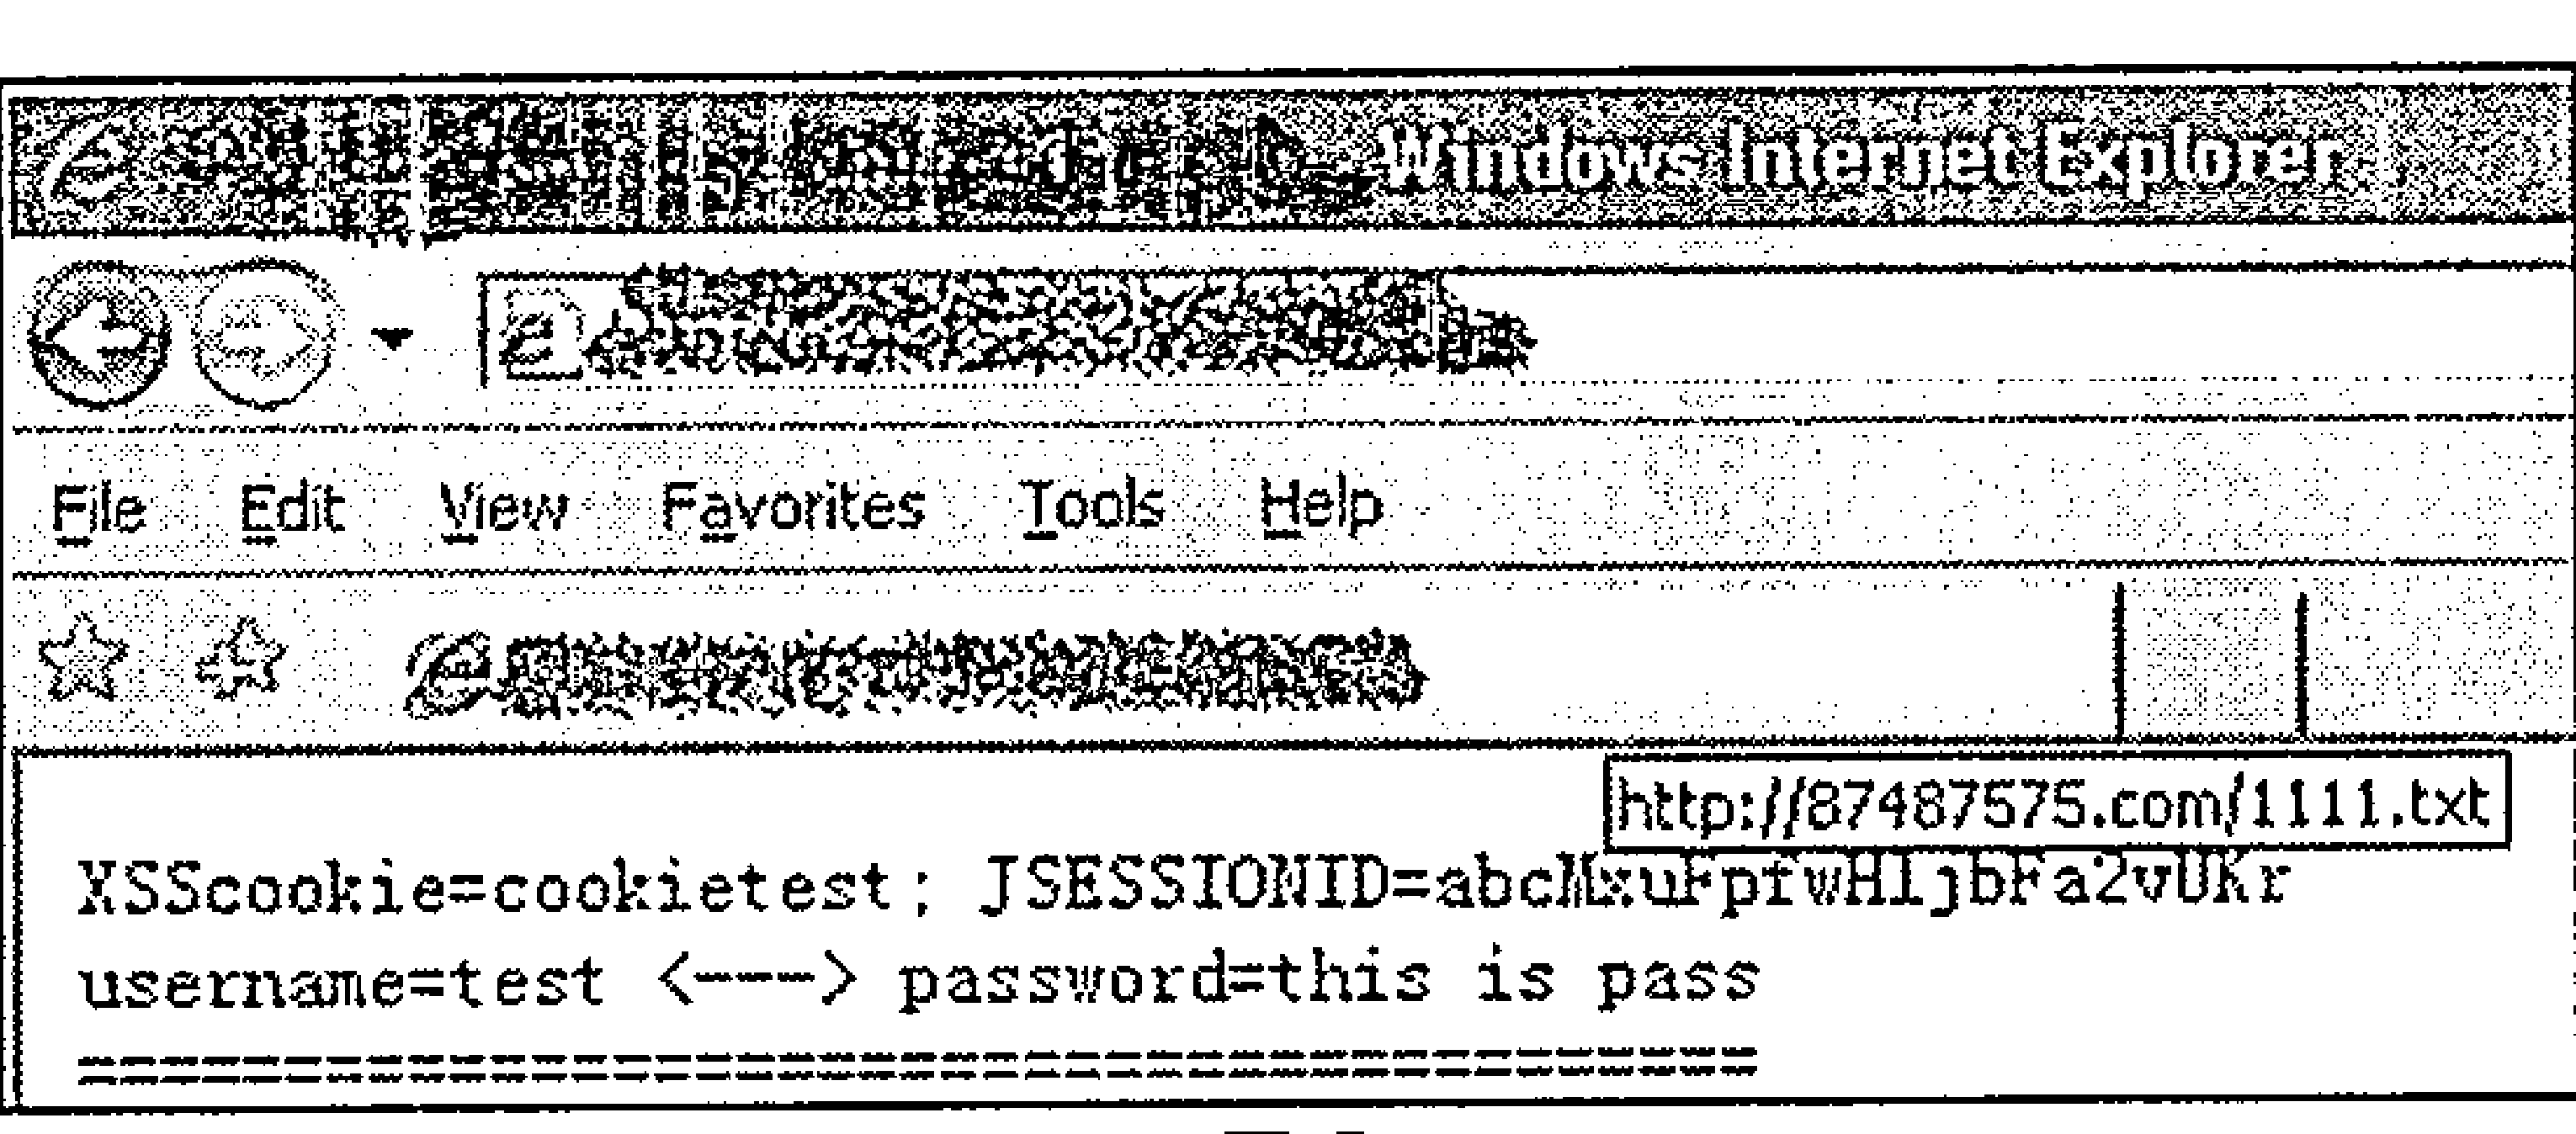 Windows Internet Explorer
File Edit View Favorites Tools Help
http://87487575.com/1111.txt
XSScookie=cookietest; JSESSIONID=abcMxuFpfwHljbFa2vUKr
username=test <---> password=this is pass
=================================